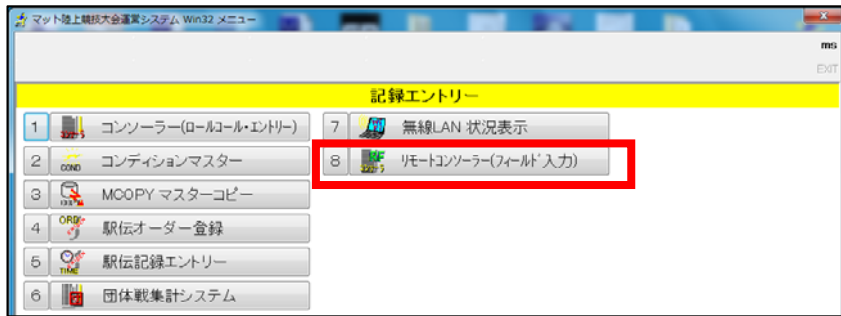 マット陸上競技大会運営システム Win32 メニュー
ms
EXIT
記録エントリー
1 コンソーラー(ロールコール・エントリー)
7 無線LAN 状況表示
2 COND コンディションマスター
8 リモートコンソーラー(フィールド入力)
3 MCOPY マスターコピー
4 ORD 駅伝オーダー登録
5 TIME 駅伝記録エントリー
6 団体戦集計システム